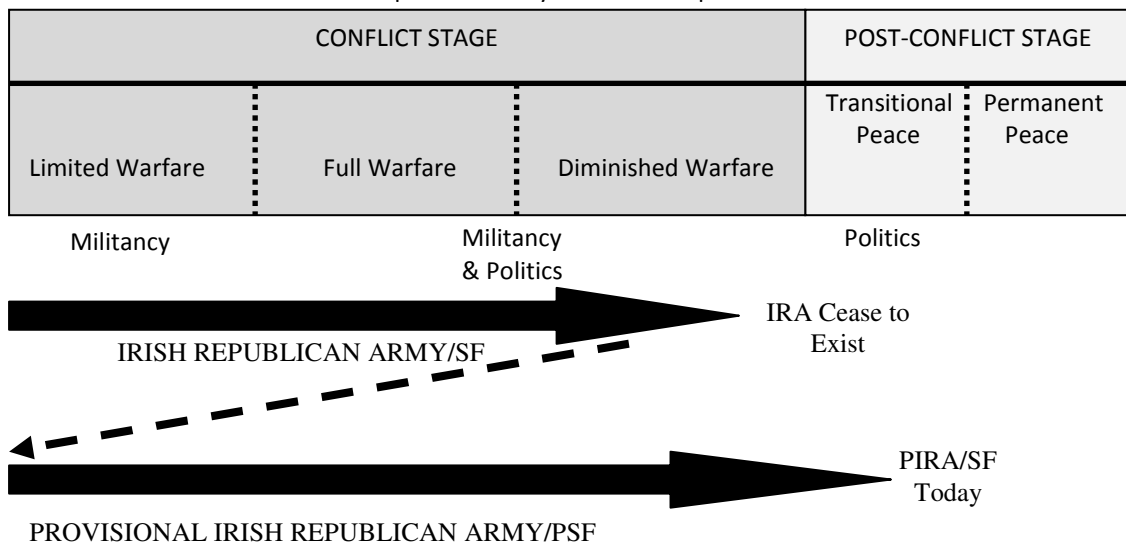 CONFLICT STAGE
POST-CONFLICT STAGE
Limited Warfare
Full Warfare
Diminished Warfare
Transitional
Peace
Permanent
Peace
Militancy
Militancy
& Politics
Politics
IRISH REPUBLICAN ARMY/SF
IRA Cease to
Exist
PIRA/SF
Today
PROVISIONAL IRISH REPUBLICAN ARMY/PSF